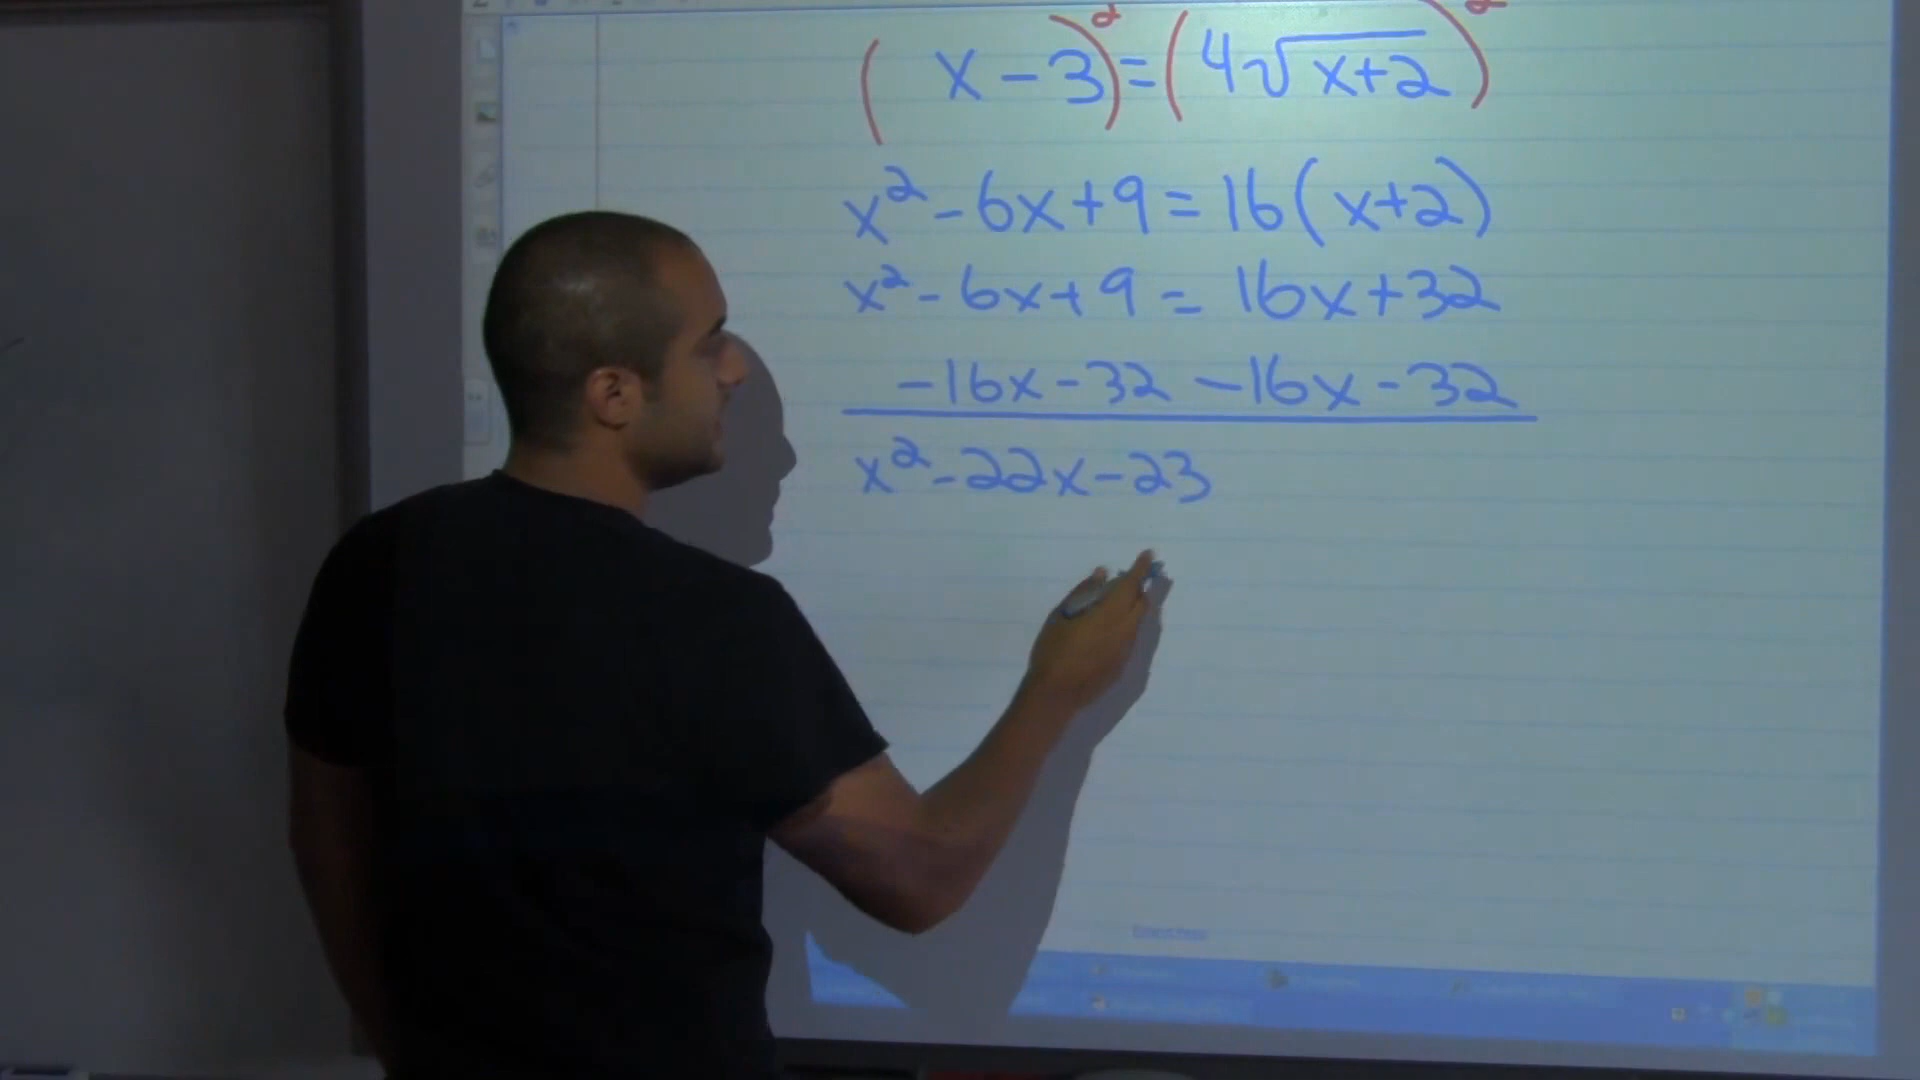 (x-3)²=(4√x+2)²
x²-6x+9=16(x+2)
x²-6x+9=16x+32
-16x-32 -16x-32
x²-22x-23